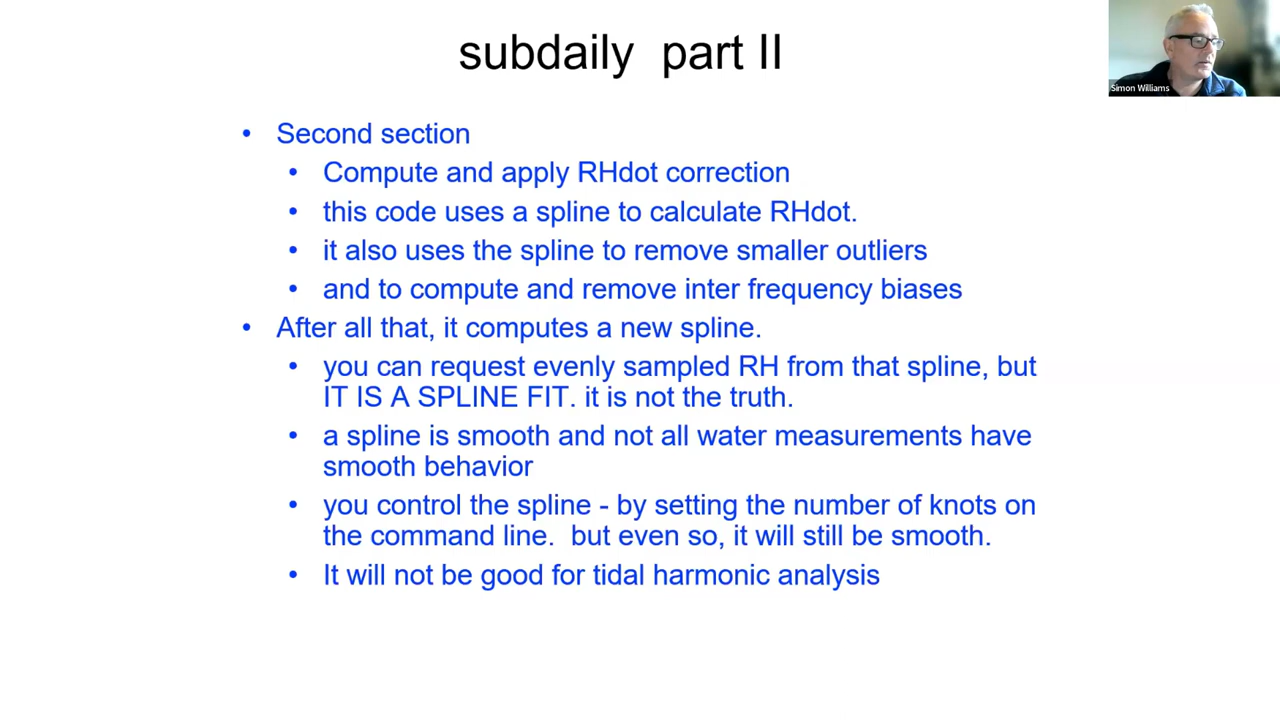 subdaily part II
Simon Williams
• Second section
• Compute and apply RHdot correction
• this code uses a spline to calculate RHdot.
• it also uses the spline to remove smaller outliers
• and to compute and remove inter frequency biases
• After all that, it computes a new spline.
• you can request evenly sampled RH from that spline, but
IT IS A SPLINE FIT. it is not the truth.
• a spline is smooth and not all water measurements have
smooth behavior
• you control the spline - by setting the number of knots on
the command line. but even so, it will still be smooth.
• It will not be good for tidal harmonic analysis